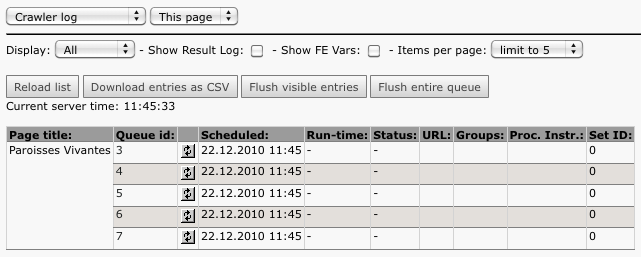 Crawler log This page
Display: All - Show Result Log: - Show FE Vars: - Items per page: limit to 5
Reload list Download entries as CSV Flush visible entries Flush entire queue
Current server time: 11:45:33
Page title: Queue id: Scheduled: Run-time: Status: URL: Groups: Proc. Instr.: Set ID:
Paroisses Vivantes 3 22.12.2010 11:45 - - 0
4 22.12.2010 11:45 - - 0
5 22.12.2010 11:45 - - 0
6 22.12.2010 11:45 - - 0
7 22.12.2010 11:45 - - 0